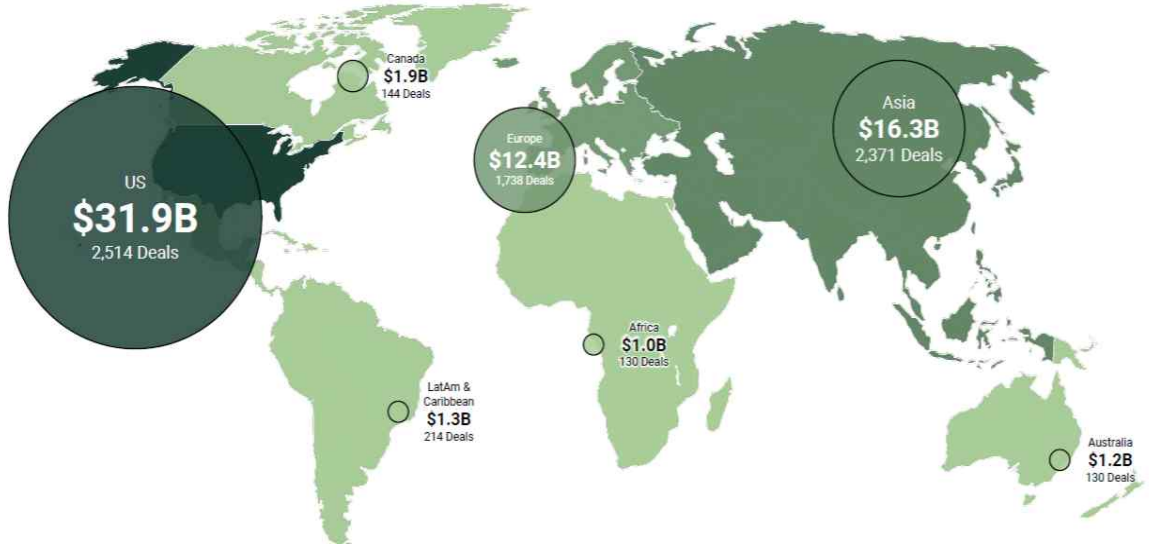 Canada
$1.9B
144 Deals
US
$31.9B
2,514 Deals
Europe
$12.4B
1,738 Deals
Asia
$16.3B
2,371 Deals
Africa
$1.0B
130 Deals
LatAm &
Caribbean
$1.3B
214 Deals
Australia
$1.2B
130 Deals